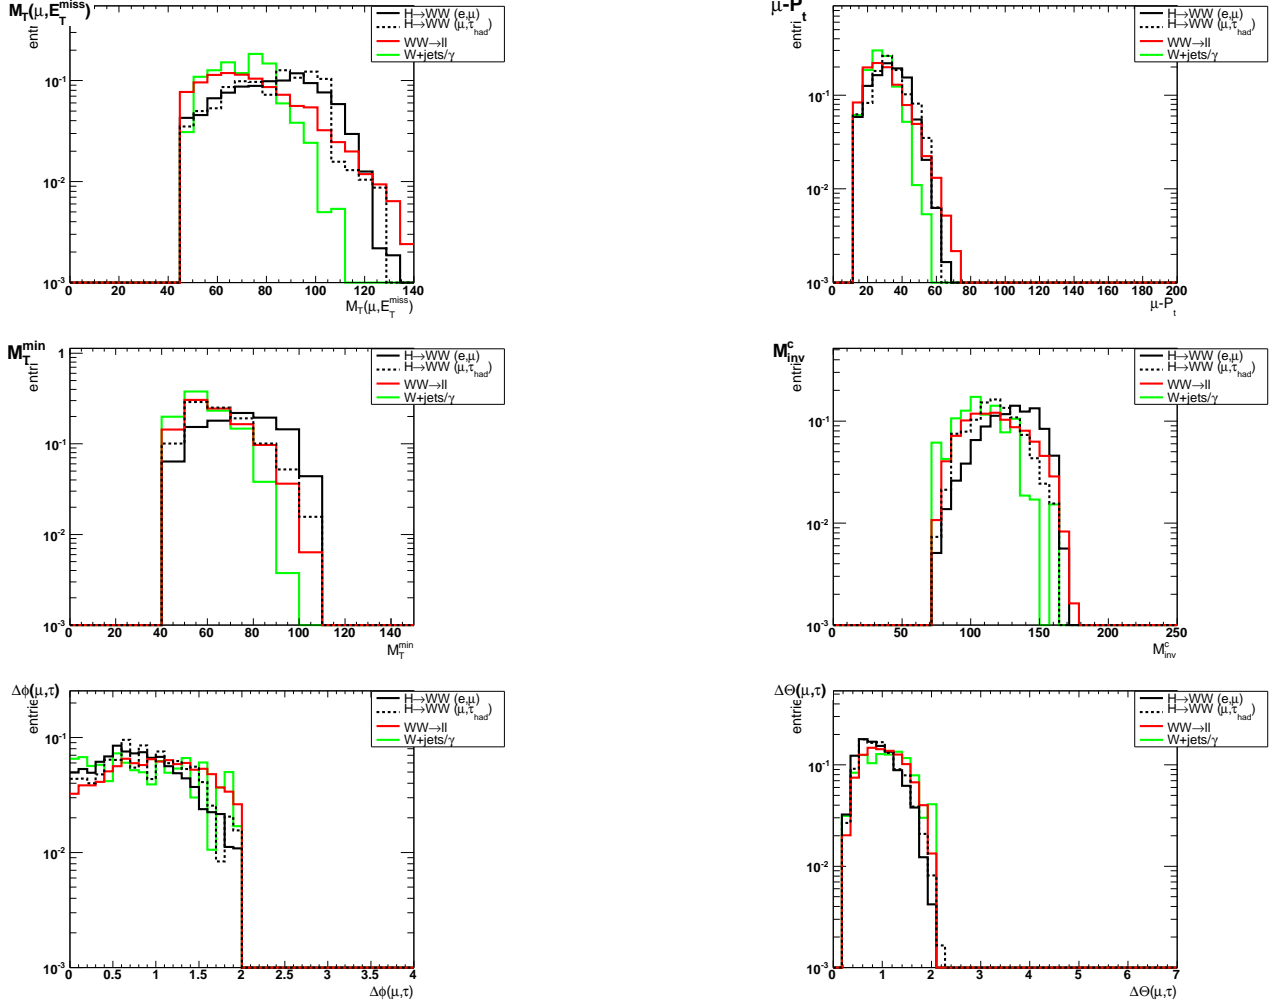 M_T(μ,E_T^miss)
entri
H→WW (e,μ)
H→WW (μ,τ_had)
WW→ll
W+jets/γ
10^-1
10^-2
10^-3
0 20 40 60 80 100 120 140
M_T(μ,E_T^miss)
μ-P_t
entri
H→WW (e,μ)
H→WW (μ,τ_had)
WW→ll
W+jets/γ
10^-1
10^-2
10^-3
0 20 40 60 80 100 120 140 160 180 200
μ-P_t
M_T^min
entri
H→WW (e,μ)
H→WW (μ,τ_had)
WW→ll
W+jets/γ
1
10^-1
10^-2
10^-3
0 20 40 60 80 100 120 140
M_T^min
M_inv^c
entri
H→WW (e,μ)
H→WW (μ,τ_had)
WW→ll
W+jets/γ
10^-1
10^-2
10^-3
0 50 100 150 200 250
M_inv^c
Δϕ(μ,τ)
entrie
H→WW (e,μ)
H→WW (μ,τ_had)
WW→ll
W+jets/γ
10^-1
10^-2
10^-3
0 0.5 1 1.5 2 2.5 3 3.5 4
Δϕ(μ,τ)
ΔΘ(μ,τ)
entrie
H→WW (e,μ)
H→WW (μ,τ_had)
WW→ll
W+jets/γ
10^-1
10^-2
10^-3
0 1 2 3 4 5 6 7
ΔΘ(μ,τ)